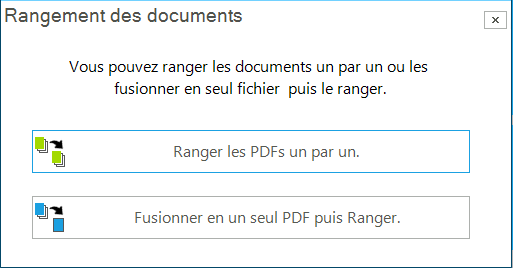 Rangement des documents
Vous pouvez ranger les documents un par un ou les
fusionner en seul fichier puis le ranger.
Ranger les PDFs un par un.
Fusionner en un seul PDF puis Ranger.